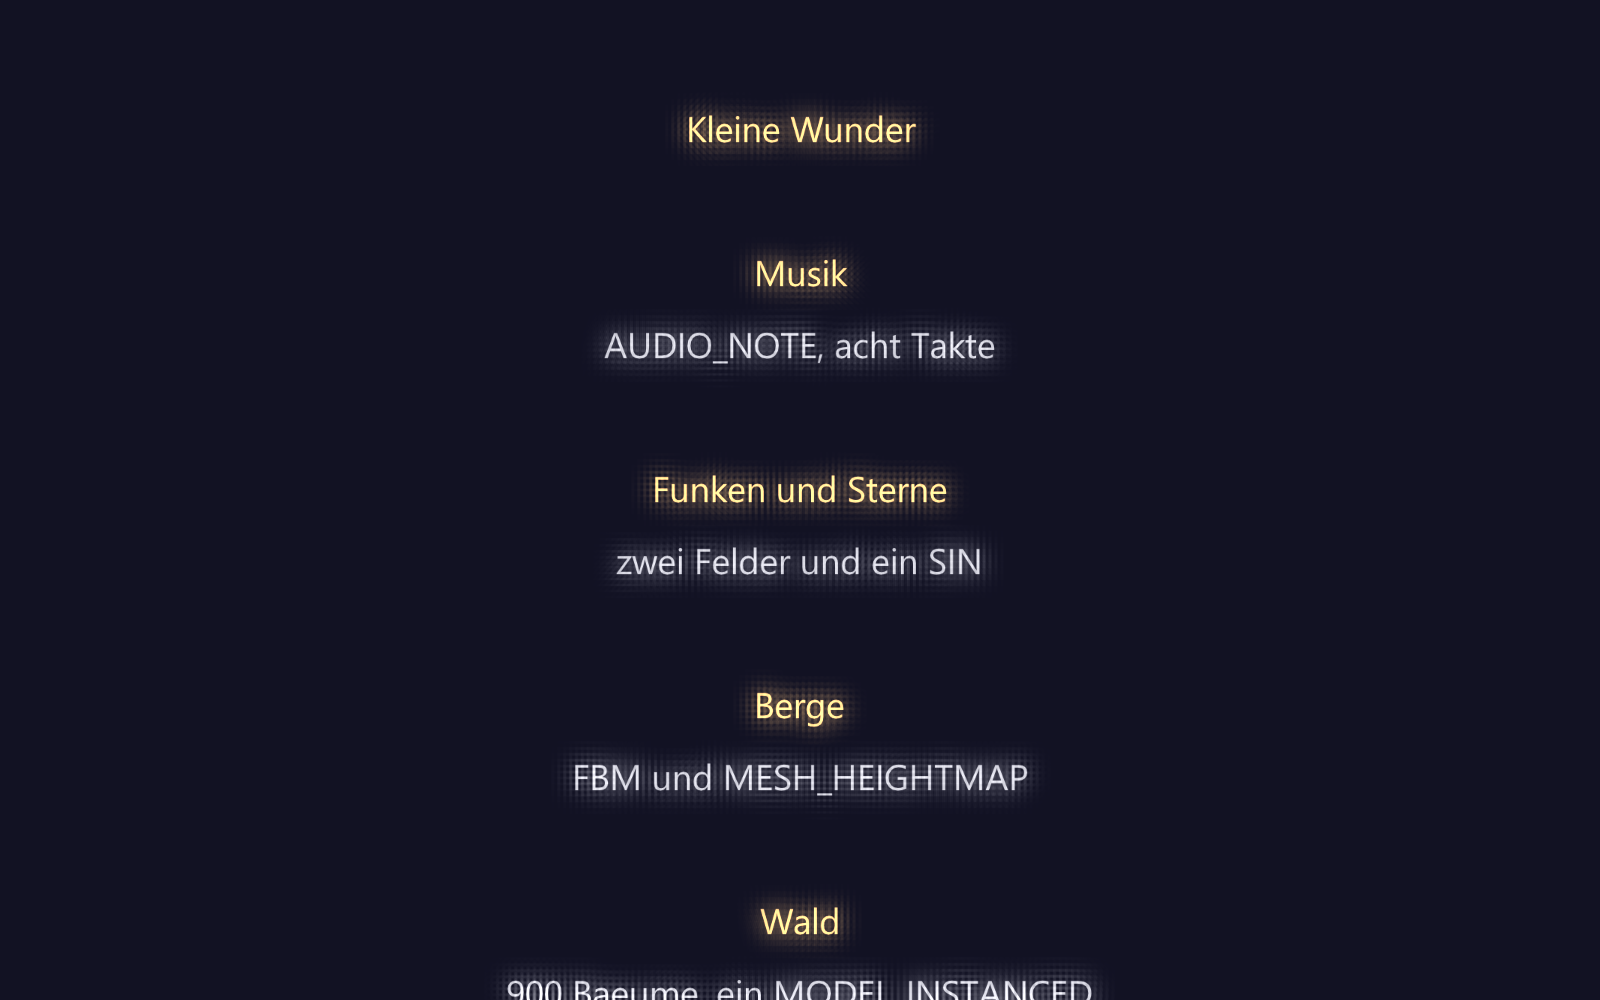 Kleine Wunder
Musik
AUDIO_NOTE, acht Takte
Funken und Sterne
zwei Felder und ein SIN
Berge
FBM und MESH_HEIGHTMAP
Wald
900 Baeume, ein MODEL_INSTANCED